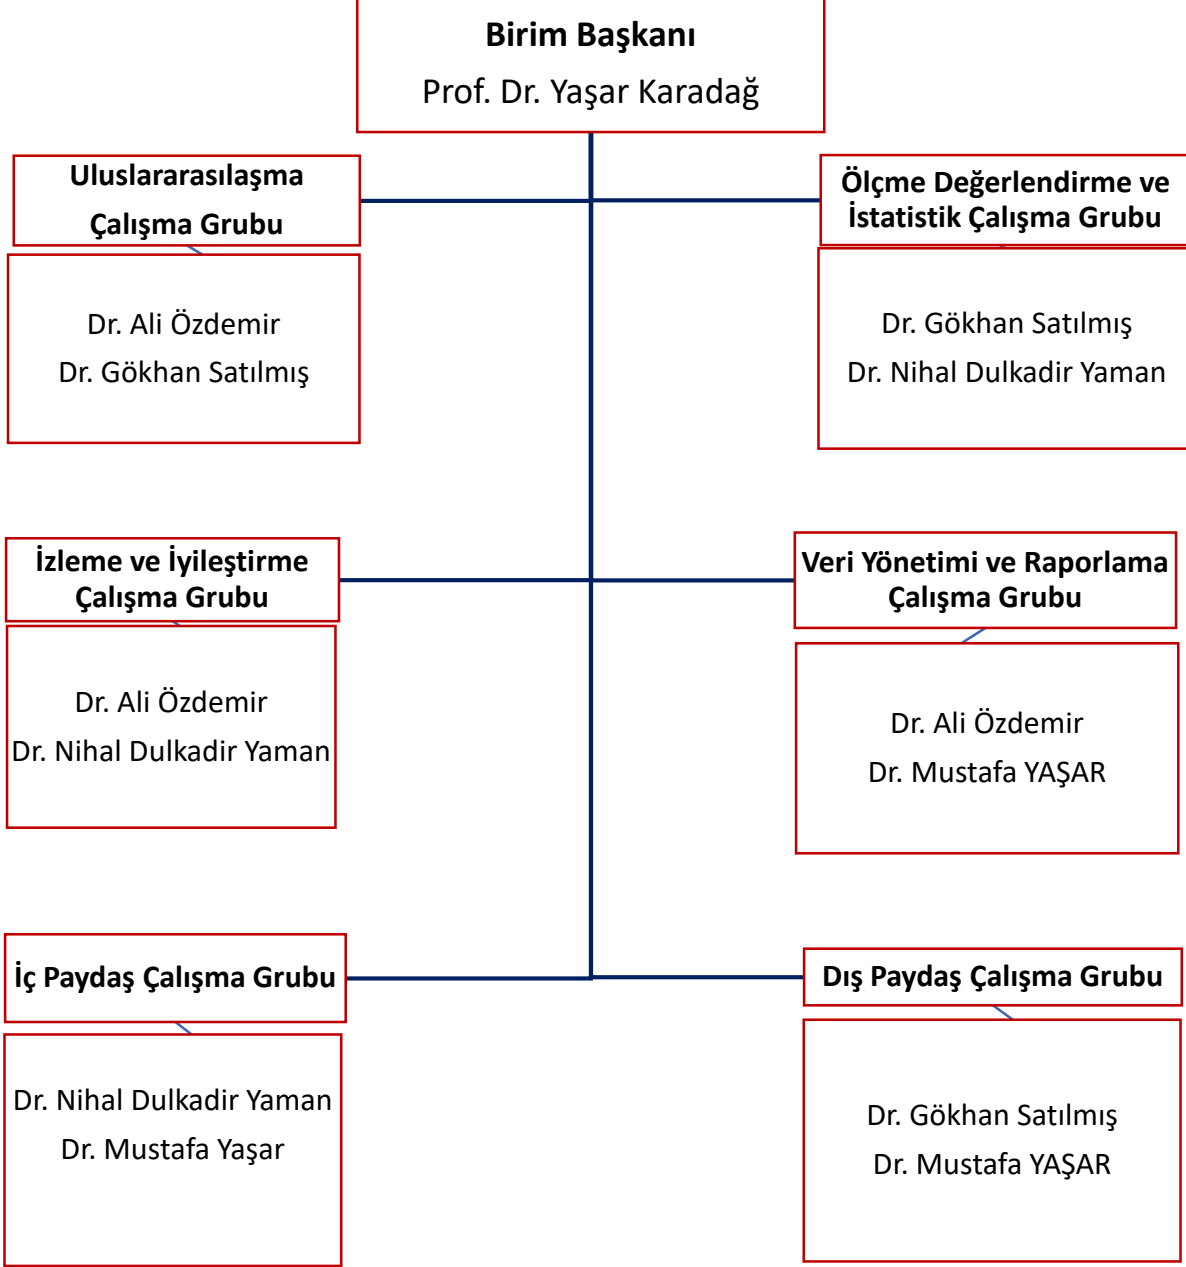 Birim Başkanı
Prof. Dr. Yaşar Karadağ
Uluslararasılaşma
Çalışma Grubu
Dr. Ali Özdemir
Dr. Gökhan Satılmış
Ölçme Değerlendirme ve
İstatistik Çalışma Grubu
Dr. Gökhan Satılmış
Dr. Nihal Dulkadir Yaman
İzleme ve İyileştirme
Çalışma Grubu
Dr. Ali Özdemir
Dr. Nihal Dulkadir Yaman
Veri Yönetimi ve Raporlama
Çalışma Grubu
Dr. Ali Özdemir
Dr. Mustafa YAŞAR
İç Paydaş Çalışma Grubu
Dr. Nihal Dulkadir Yaman
Dr. Mustafa Yaşar
Dış Paydaş Çalışma Grubu
Dr. Gökhan Satılmış
Dr. Mustafa YAŞAR